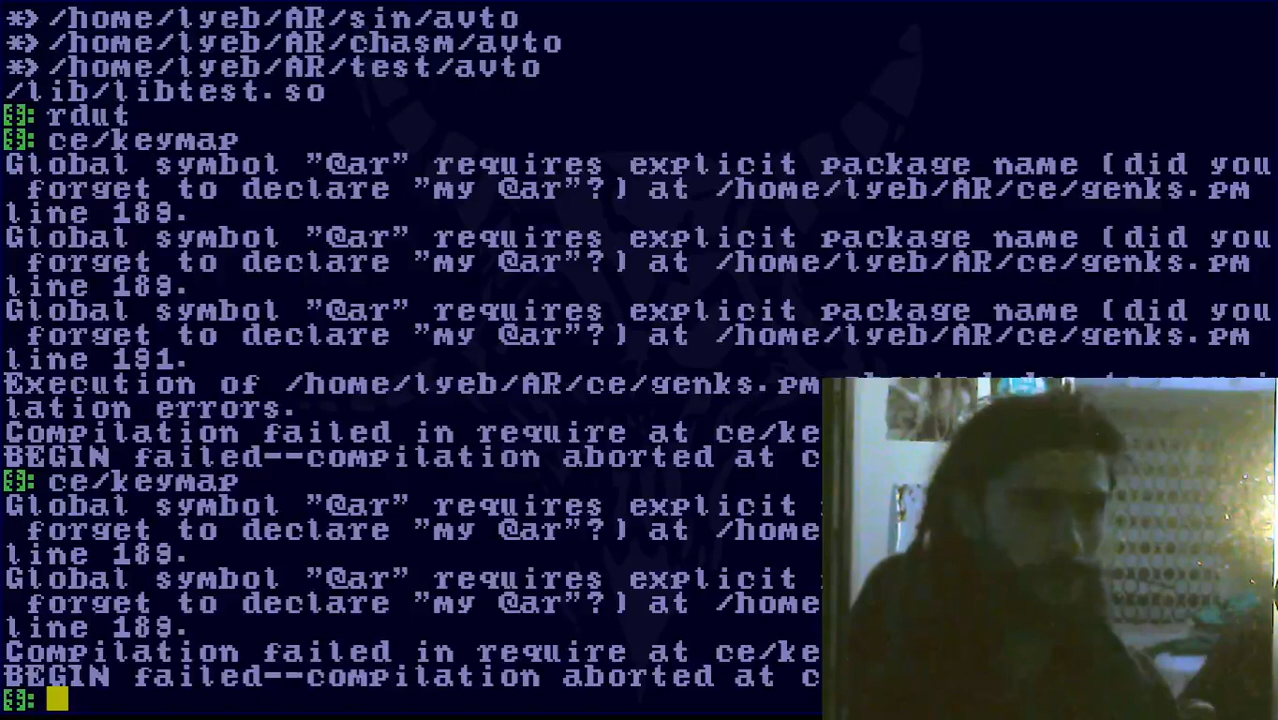 *> /home/lyeb/AR/sin/avto
*> /home/lyeb/AR/chasm/avto
*> /home/lyeb/AR/test/avto
/lib/libtest.so
[§]: rdut
[§]: ce/keymap
Global symbol "@ar" requires explicit package name (did you
forget to declare "my @ar"?) at /home/lyeb/AR/ce/genks.pm
line 189.
Global symbol "@ar" requires explicit package name (did you
forget to declare "my @ar"?) at /home/lyeb/AR/ce/genks.pm
line 189.
Global symbol "@ar" requires explicit package name (did you
forget to declare "my @ar"?) at /home/lyeb/AR/ce/genks.pm
line 191.
Execution of /home/lyeb/AR/ce/genks.pm
lation errors.
Compilation failed in require at ce/ke
BEGIN failed--compilation aborted at c
[§]: ce/keymap
Global symbol "@ar" requires explicit
forget to declare "my @ar"?) at /home
line 189.
Global symbol "@ar" requires explicit
forget to declare "my @ar"?) at /home
line 189.
Compilation failed in require at ce/ke
BEGIN failed--compilation aborted at c
[§]: